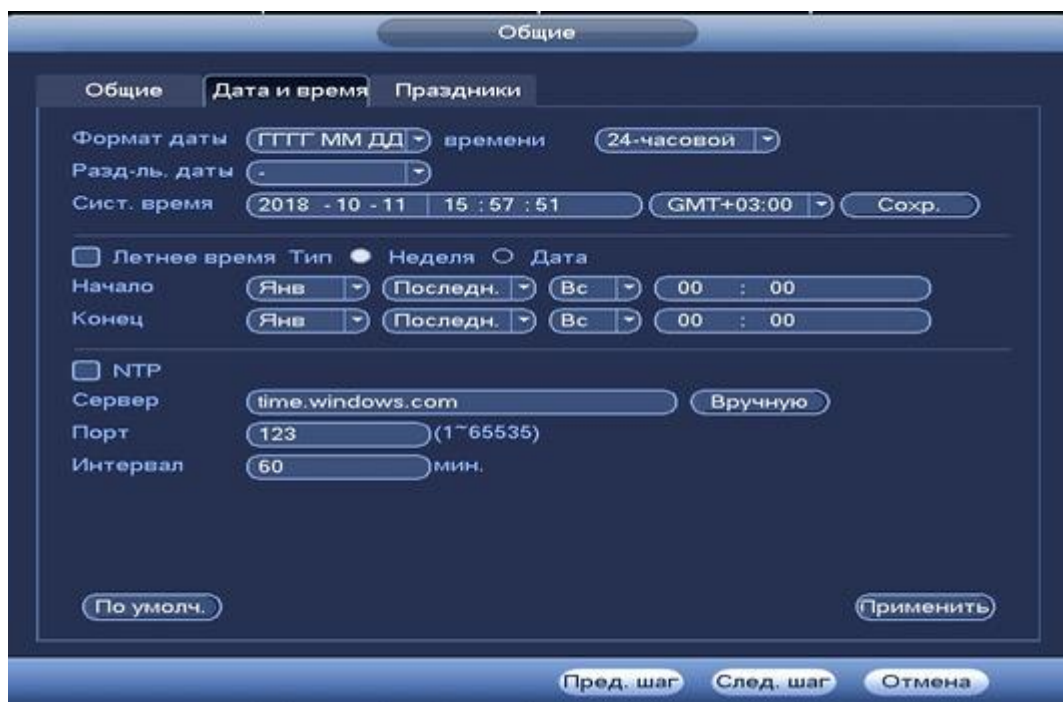 Общие
Общие Дата и время Праздники
Формат даты ГГГГ ММ ДД времени 24-часовой
Разд-ль. даты -
Сист. время 2018 - 10 - 11 15 : 57 : 51 GMT+03:00 Сохр.
Летнее время Тип Неделя Дата
Начало Янв Последн. Вс 00 : 00
Конец Янв Последн. Вс 00 : 00
NTP
Сервер time.windows.com Вручную
Порт 123 (1~65535)
Интервал 60 мин.
По умолч. Применить
Пред. шаг След. шаг Отмена